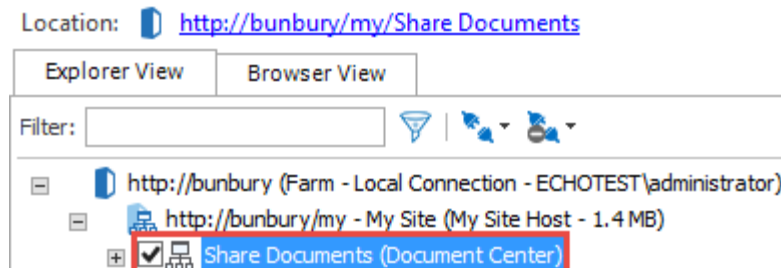 Location: http://bunbury/my/Share Documents
Explorer View Browser View
Filter:
http://bunbury (Farm - Local Connection - ECHOTEST\administrator)
http://bunbury/my - My Site (My Site Host - 1.4 MB)
Share Documents (Document Center)